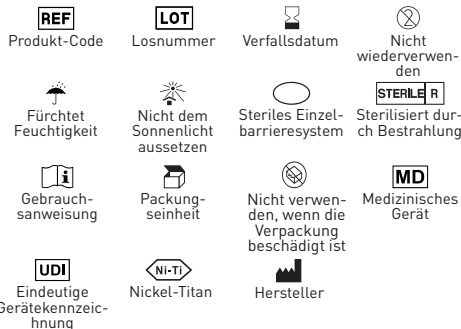 REF
LOT
Produkt-Code
Losnummer
Verfallsdatum
2
Nicht
wiederverwen-
den
Fürchtet
Feuchtigkeit
Nicht dem
Sonnenlicht
aussetzen
Steriles Einzel-
barrieresystem
STERILE R
Sterilisiert dur-
ch Bestrahlung
i
Gebrauch-
sanweisung
Packung-
seinheit
Nicht verwen-
den, wenn die
Verpackung
beschädigt ist
MD
Medizinisches
Gerät
UDI
Eindeutige
Gerätekennzeic-
hnung
Ni-Ti
Nickel-Titan
Hersteller